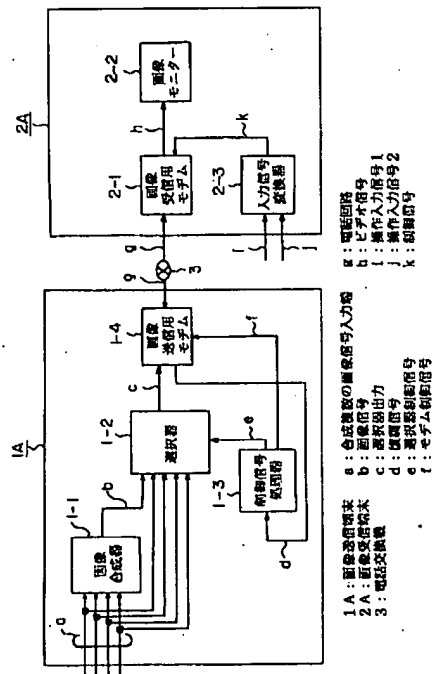 1A
1-1
画像
合成器
a
b
1-2
選択器
c
1-4
画像
送信用
モデム
e
f
1-3
制御信号
処理器
d
g
3
g
2A
2-1
画像
受信用
モデム
h
2-2
画像
モニター
k
2-3
入力信号
変換器
i
j
1A:画像送信端末
2A:画像受信端末
3:電話交換機
a:合成複数の画像信号入力端
b:画像信号
c:選択器出力
d:復調信号
e:選択器制御信号
f:モデム制御信号
g:電話回路
h:ビデオ信号
i:操作入力信号1
j:操作入力信号2
k:制御信号